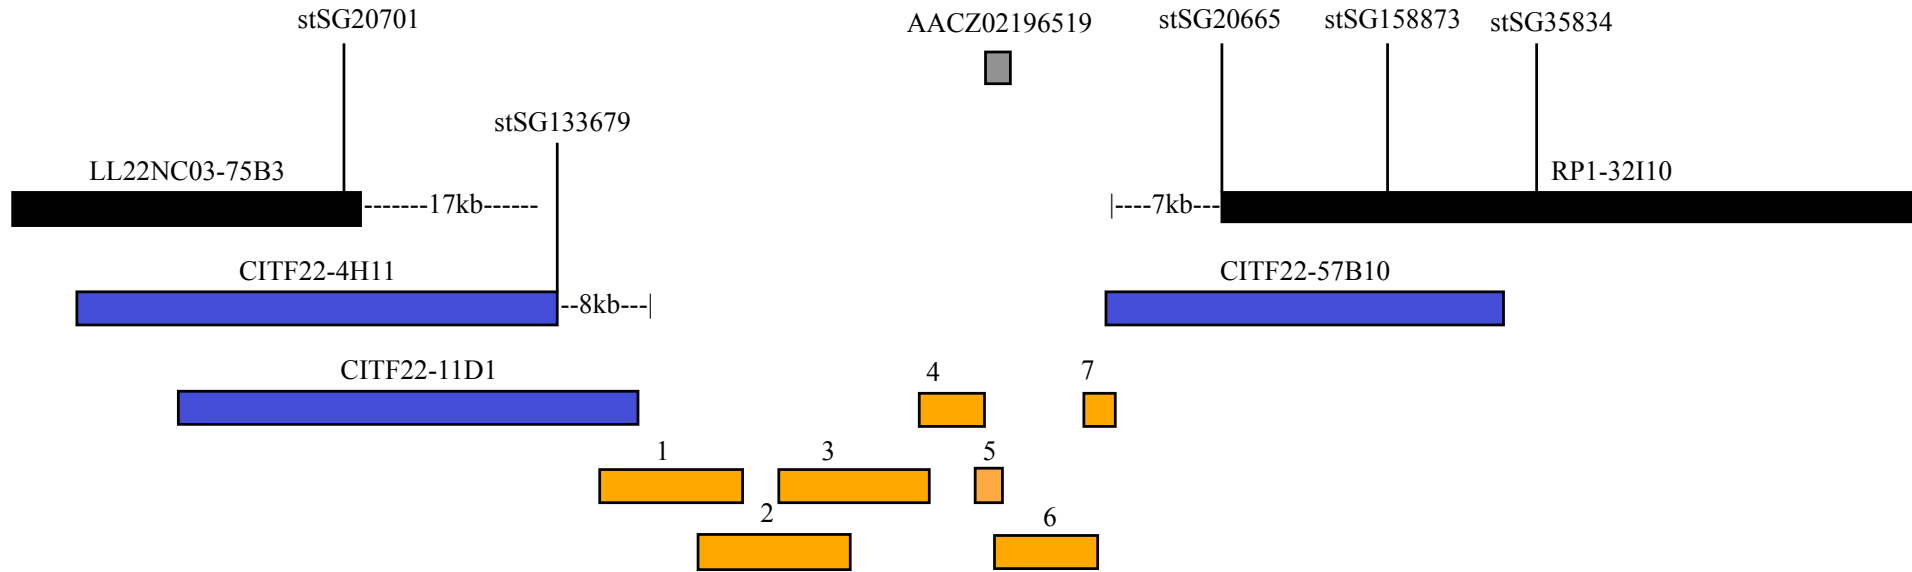 stSG20701
AACZ02196519
stSG20665
stSG158873
stSG35834
stSG133679
LL22NC03-75B3
RP1-32I10
-------17kb------
|----7kb---
CITF22-4H11
CITF22-57B10
--8kb---|
CITF22-11D1
4
7
1
3
5
2
6